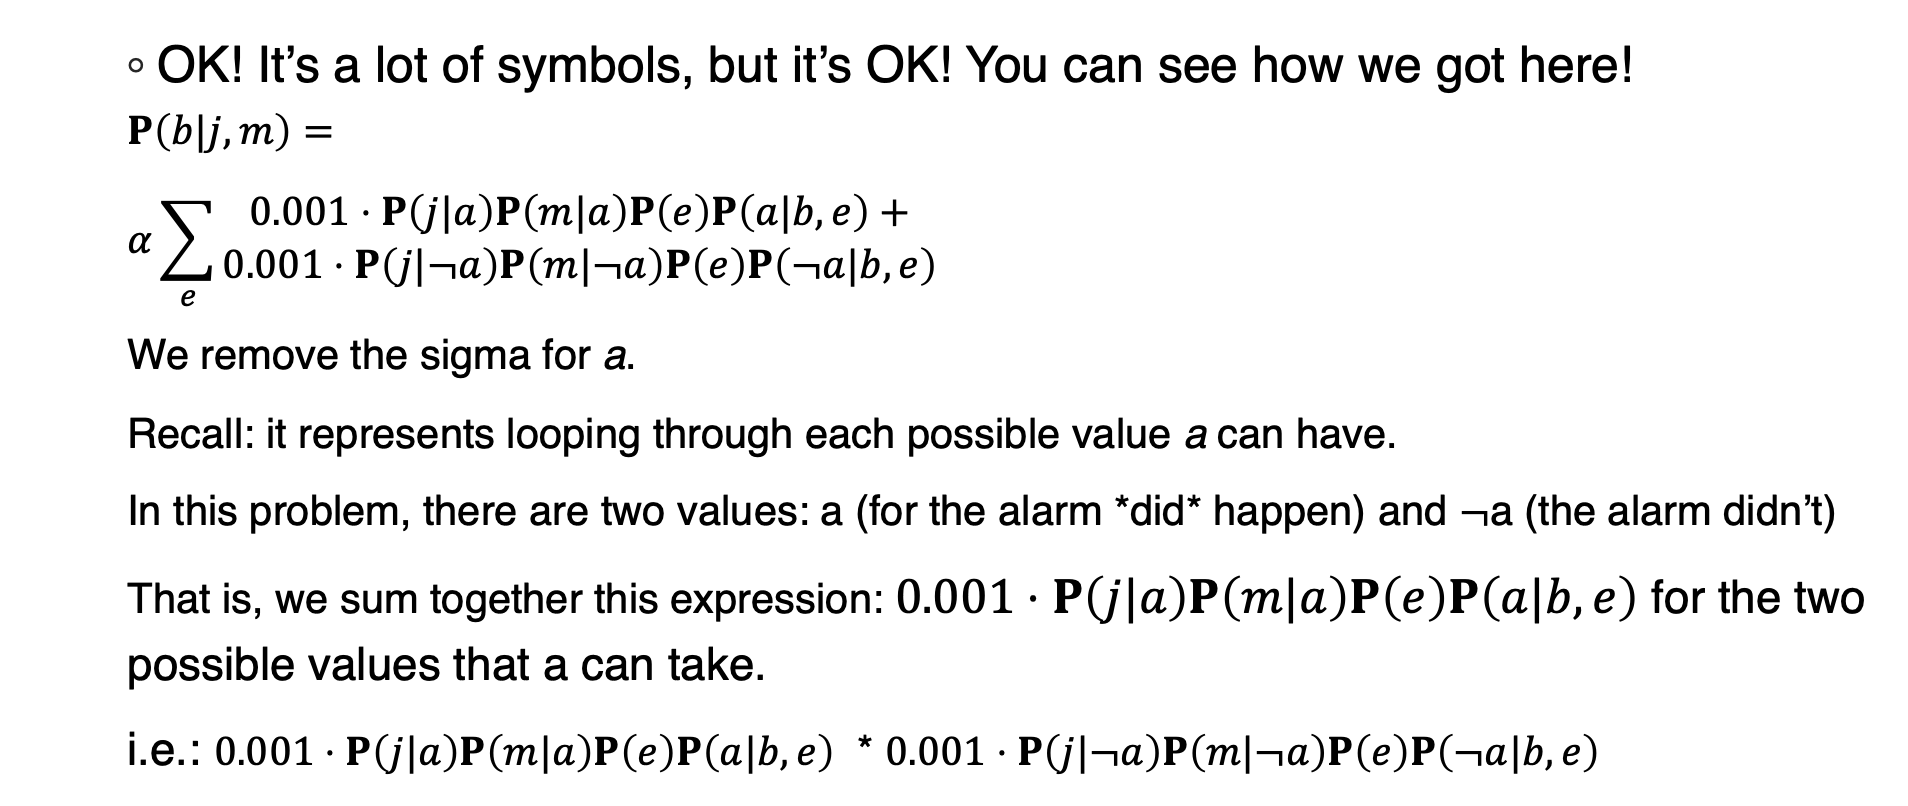 ◦ OK! It’s a lot of symbols, but it’s OK! You can see how we got here!
𝐏(𝑏|𝑗, 𝑚) =
0.001 · 𝐏(𝑗|𝑎)𝐏(𝑚|𝑎)𝐏(𝑒)𝐏(𝑎|𝑏, 𝑒) +
𝛼 ∑
0.001 · 𝐏(𝑗|¬𝑎)𝐏(𝑚|¬𝑎)𝐏(𝑒)𝐏(¬𝑎|𝑏, 𝑒)
𝑒
We remove the sigma for a.
Recall: it represents looping through each possible value a can have.
In this problem, there are two values: a (for the alarm *did* happen) and ¬a (the alarm didn’t)
That is, we sum together this expression: 0.001 · 𝐏(𝑗|𝑎)𝐏(𝑚|𝑎)𝐏(𝑒)𝐏(𝑎|𝑏, 𝑒) for the two
possible values that a can take.
i.e.: 0.001 · 𝐏(𝑗|𝑎)𝐏(𝑚|𝑎)𝐏(𝑒)𝐏(𝑎|𝑏, 𝑒) * 0.001 · 𝐏(𝑗|¬𝑎)𝐏(𝑚|¬𝑎)𝐏(𝑒)𝐏(¬𝑎|𝑏, 𝑒)